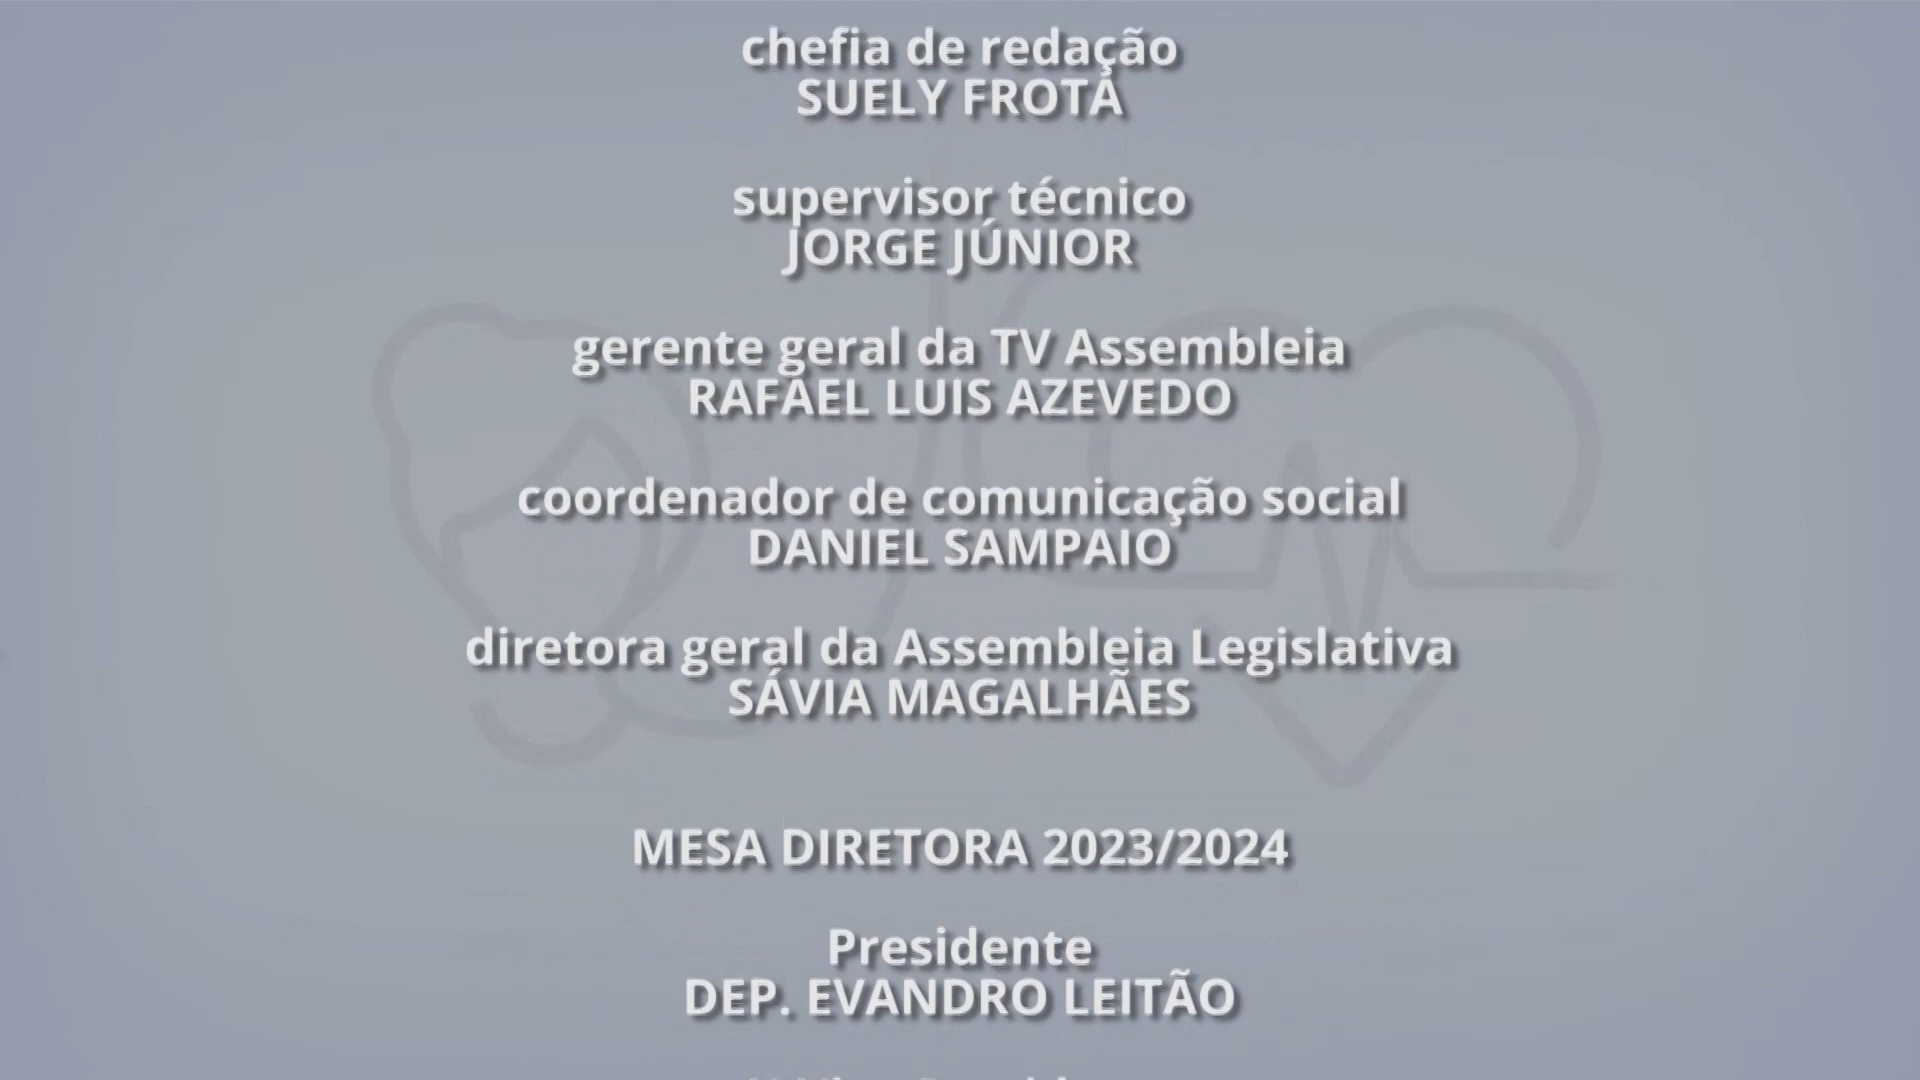 chefia de redação
SUELY FROTA
supervisor técnico
JORGE JÚNIOR
gerente geral da TV Assembleia
RAFAEL LUIS AZEVEDO
coordenador de comunicação social
DANIEL SAMPAIO
diretora geral da Assembleia Legislativa
SÁVIA MAGALHÃES
MESA DIRETORA 2023/2024
Presidente
DEP. EVANDRO LEITÃO